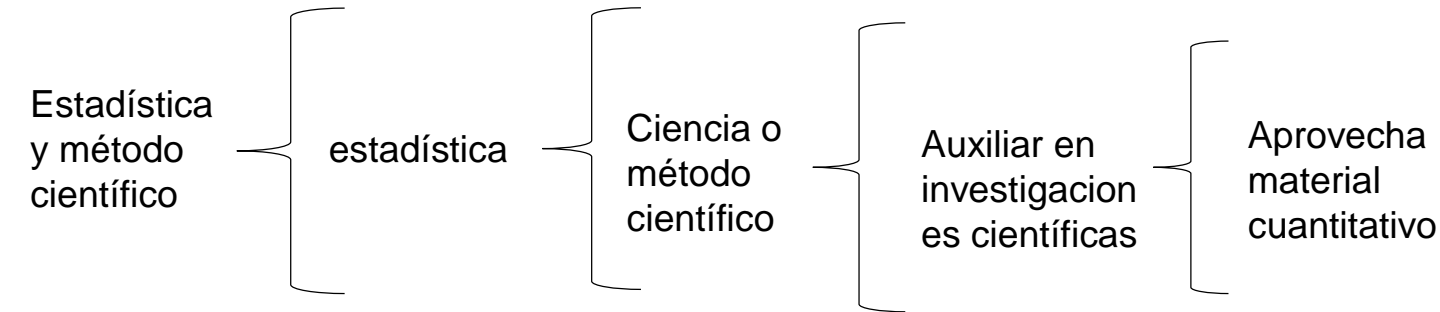 Estadística
y método
científico
estadística
Ciencia o
método
científico
Auxiliar en
investigacion
es científicas
Aprovecha
material
cuantitativo